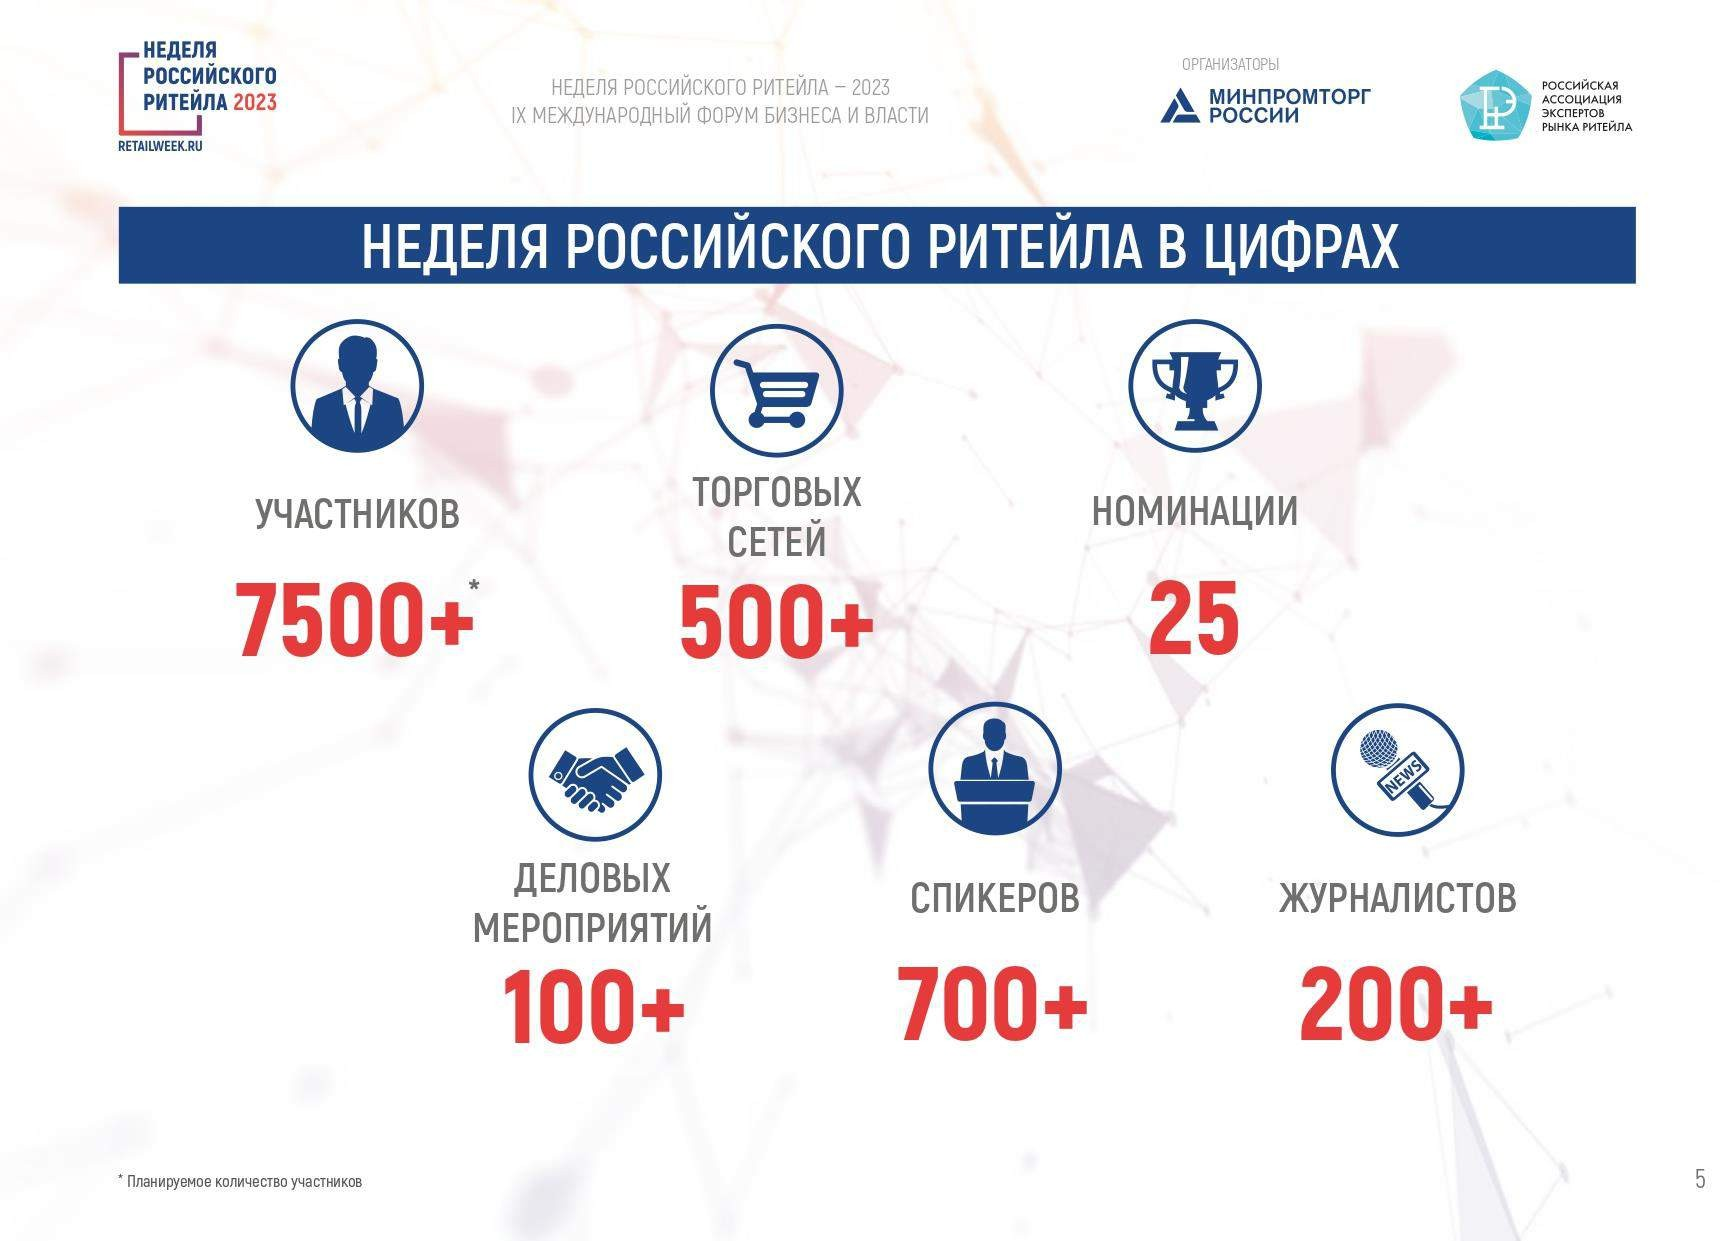 НЕДЕЛЯ
РОССИЙСКОГО
РИТЕЙЛА 2023
RETAILWEEK.RU
НЕДЕЛЯ РОССИЙСКОГО РИТЕЙЛА – 2023
IX МЕЖДУНАРОДНЫЙ ФОРУМ БИЗНЕСА И ВЛАСТИ
ОРГАНИЗАТОРЫ
МИНПРОМТОРГ
РОССИИ
РОССИЙСКАЯ
АССОЦИАЦИЯ
ЭКСПЕРТОВ
РЫНКА РИТЕЙЛА
НЕДЕЛЯ РОССИЙСКОГО РИТЕЙЛА В ЦИФРАХ
УЧАСТНИКОВ
7500+*
ТОРГОВЫХ
СЕТЕЙ
500+
НОМИНАЦИИ
25
ДЕЛОВЫХ
МЕРОПРИЯТИЙ
100+
СПИКЕРОВ
700+
NEWS
ЖУРНАЛИСТОВ
200+
* Планируемое количество участников
5